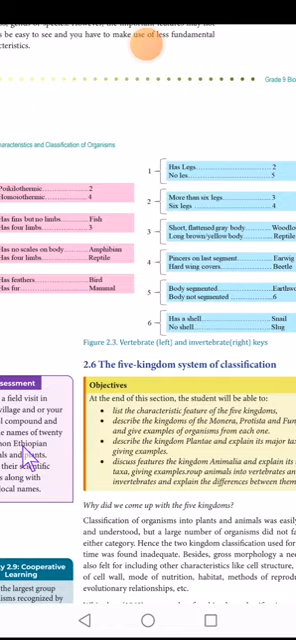 be easy to see and you have to make use of less fundamental
cteristics.
Grade 9 Bio
haracteristics and Classification of Organisms
Poikilothermic 2
Homoiothermic 4
Has fins but no limbs Fish
Has four limbs 3
Has no scales on body Amphibian
Has four limbs Reptile
Has feathers Bird
Has fur Mammal
1 Has Legs 2
No les 5
2 More than six legs 3
Six legs 4
3 Short, flattened gray body Woodlo
Long brown/yellow body Reptile
4 Pincers on last segment Earwig
Hard wing covers Beetle
5 Body segmented Earthwo
Body not segmented 6
6 Has a shell Snail
No shell Slug
Figure 2.3. Vertebrate (left) and invertebrate(right) keys
2.6 The five-kingdom system of classification
Objectives
At the end of this section, the student will be able to:
• list the characteristic feature of the five kingdoms,
• describe the kingdoms of the Monera, Protista and Fun
and give examples of organisms from each one.
• describe the kingdom Plantae and explain its major ta
giving examples.
• discuss features the kingdom Animalia and explain its
taxa, giving examples.roup animals into vertebrates an
invertebrates and explain the differences between them
sessment
a field visit in
village and or your
l compound and
e names of twenty
mon Ethiopian
als and plants.
their scientific
s along with
local names.
Why did we come up with the five kingdoms?
Classification of organisms into plants and animals was easily
and understood, but a large number of organisms did not fa
either category. Hence the two kingdom classification used for
time was found inadequate. Besides, gross morphology a ne
also felt for including other characteristics like cell structure,
of cell wall, mode of nutrition, habitat, methods of reprodu
evolutionary relationships, etc.
y 2.9: Cooperative
Learning
the largest group
isms recognized by